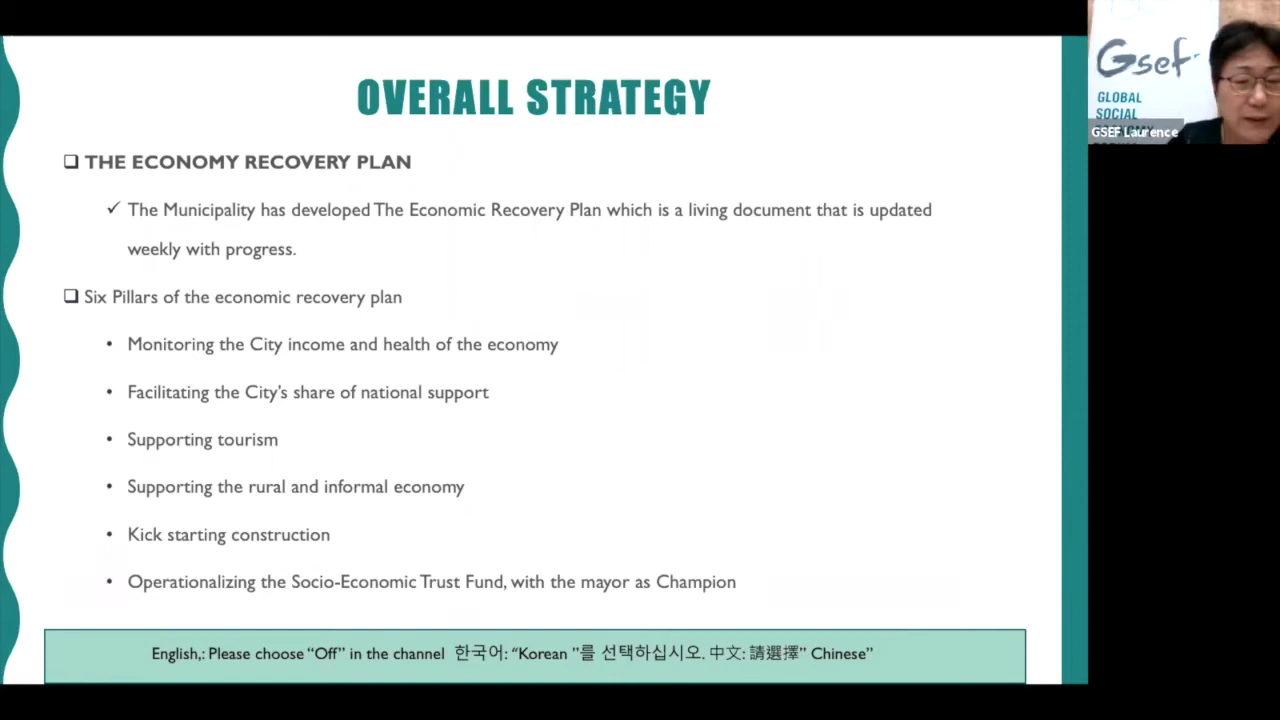 OVERALL STRATEGY
THE ECONOMY RECOVERY PLAN
The Municipality has developed The Economic Recovery Plan which is a living document that is updated
weekly with progress.
Six Pillars of the economic recovery plan
Monitoring the City income and health of the economy
Facilitating the City's share of national support
Supporting tourism
Supporting the rural and informal economy
Kick starting construction
Operationalizing the Socio-Economic Trust Fund, with the mayor as Champion
English,: Please choose “Off” in the channel 한국어: “Korean ”를 선택하십시오. 中文: 請選擇” Chinese”
Gsef
GLOBAL
SOCIAL
GSEF Laurence